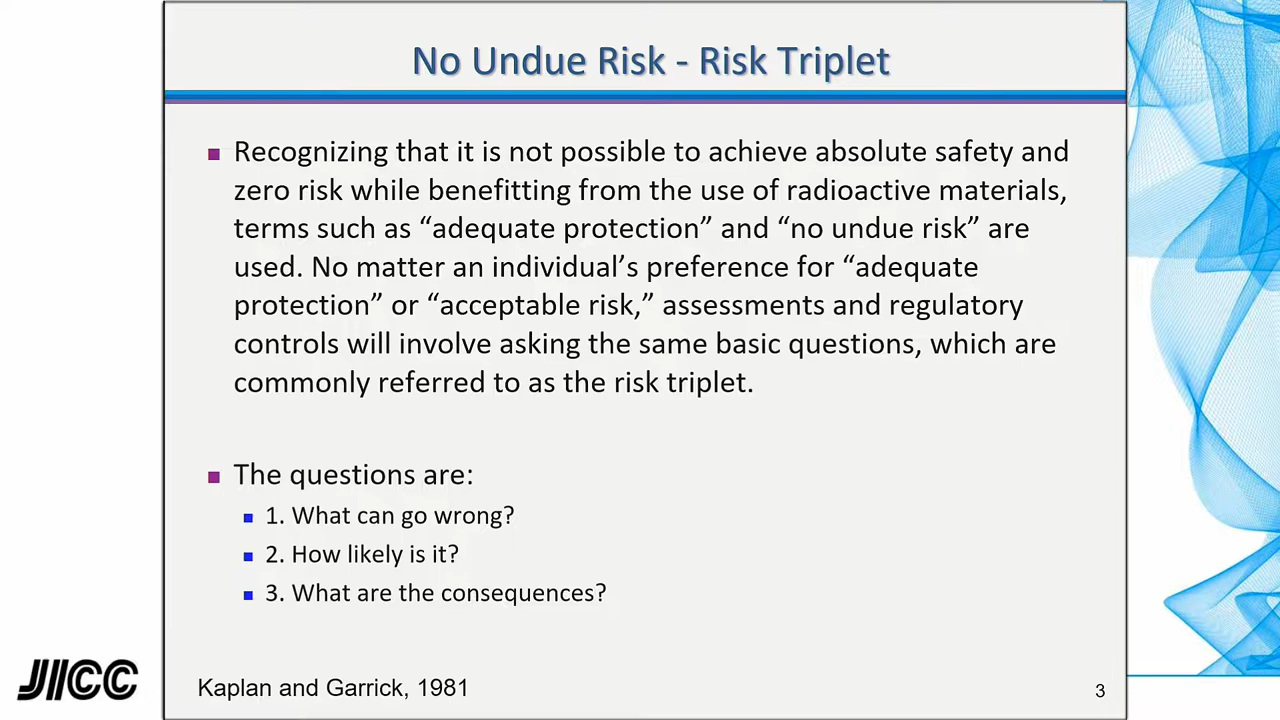 No Undue Risk - Risk Triplet
Recognizing that it is not possible to achieve absolute safety and
zero risk while benefitting from the use of radioactive materials,
terms such as “adequate protection” and “no undue risk” are
used. No matter an individual’s preference for “adequate
protection” or “acceptable risk,” assessments and regulatory
controls will involve asking the same basic questions, which are
commonly referred to as the risk triplet.
The questions are:
1. What can go wrong?
2. How likely is it?
3. What are the consequences?
JICC
Kaplan and Garrick, 1981
3